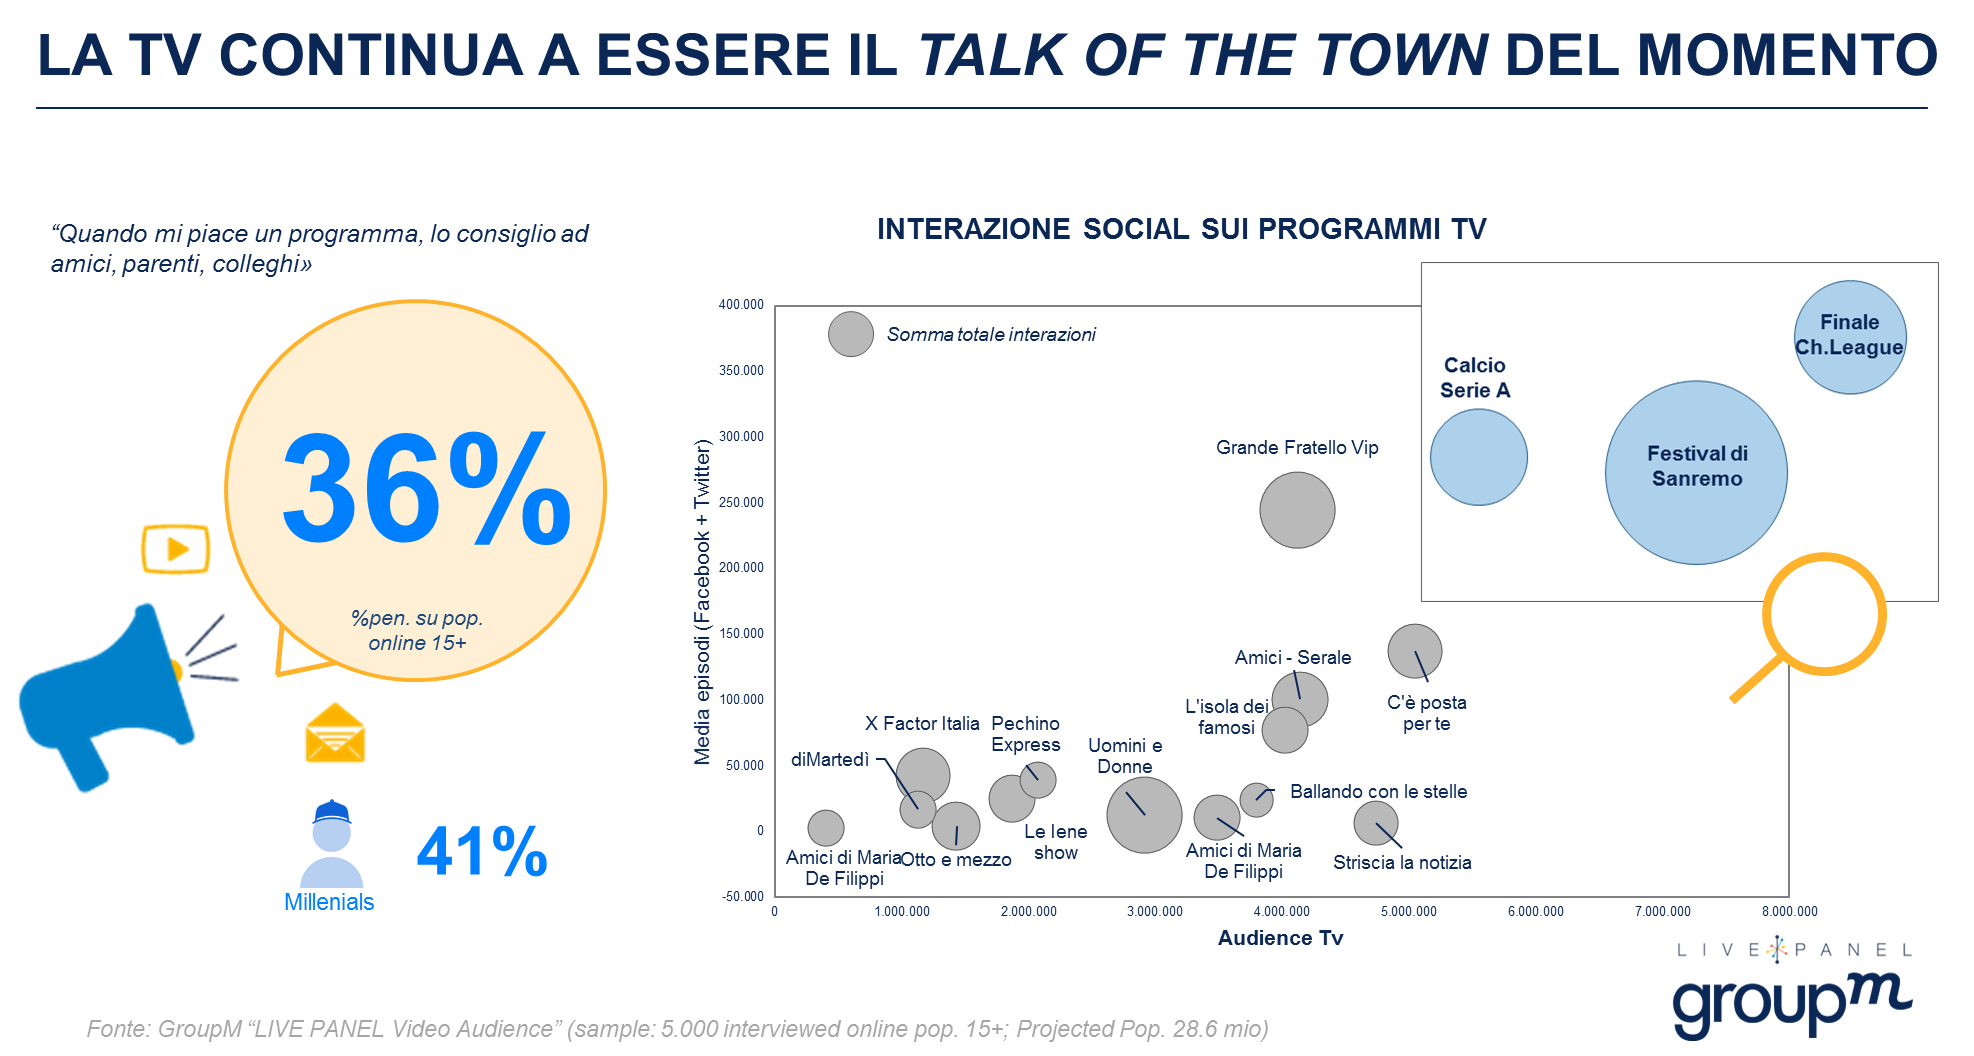 LA TV CONTINUA A ESSERE IL TALK OF THE TOWN DEL MOMENTO
“Quando mi piace un programma, lo consiglio ad
amici, parenti, colleghi»
36%
%pen. su pop.
online 15+
41%
Millenials
INTERAZIONE SOCIAL SUI PROGRAMMI TV
Media episodi (Facebook + Twitter)
400.000
350.000
300.000
250.000
200.000
150.000
100.000
50.000
0
-50.000
Somma totale interazioni
Grande Fratello Vip
Amici - Serale
L'isola dei
famosi
C'è posta
per te
X Factor Italia
diMartedì
Pechino
Express
Uomini e
Donne
Ballando con le stelle
Le Iene
show
Amici di Maria
De Filippi
Otto e mezzo
Amici di Maria
De Filippi
Striscia la notizia
Calcio
Serie A
Festival di
Sanremo
Finale
Ch.League
0
1.000.000
2.000.000
3.000.000
4.000.000
5.000.000
6.000.000
7.000.000
8.000.000
Audience Tv
LIVE PANEL
groupm
Fonte: GroupM “LIVE PANEL Video Audience” (sample: 5.000 interviewed online pop. 15+; Projected Pop. 28.6 mio)